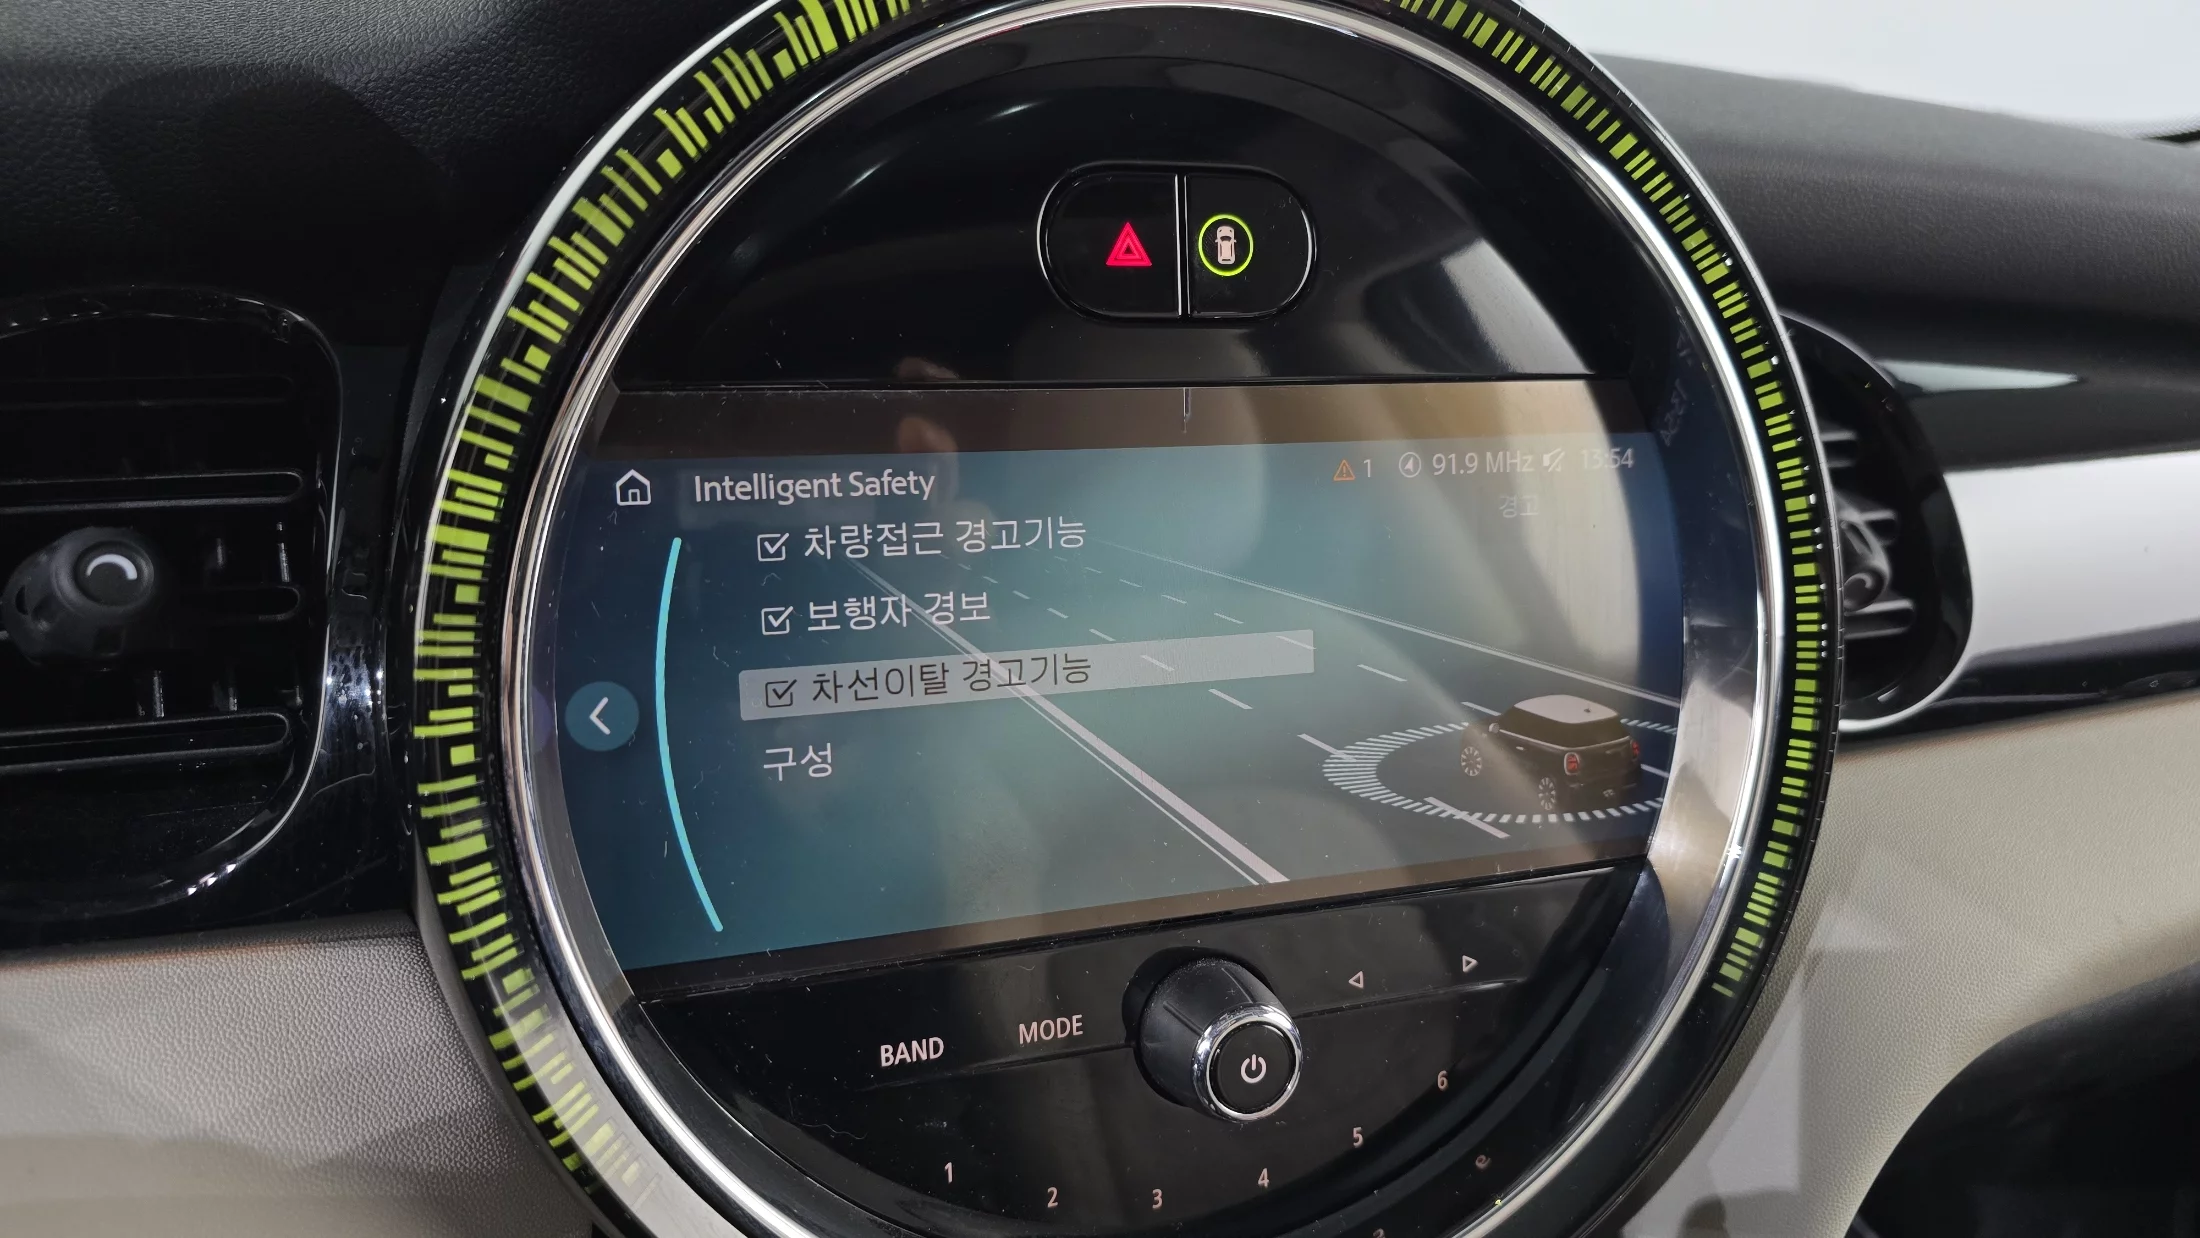 Intelligent Safety
1 91.9 MHz 13:54
경고
차량접근 경고기능
보행자 경보
차선이탈 경고기능
구성
BAND MODE
1 2 3 4 5 6